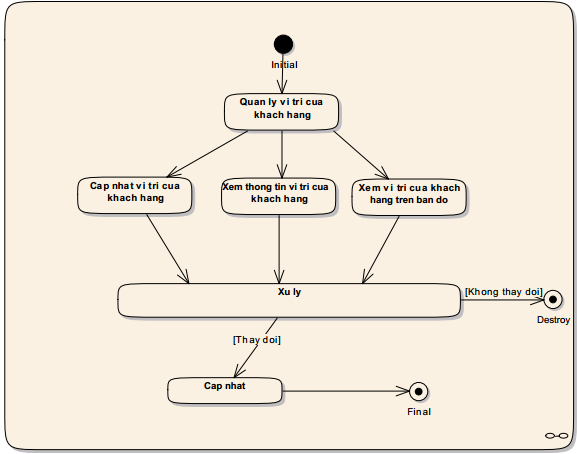 Initial
Quan ly vi tri cua
khach hang
Cap nhat vi tri cua
khach hang
Xem thong tin vi tri cua
khach hang
Xem vi tri cua khach
hang tren ban do
Xu ly
[Khong thay doi]
Destroy
[Thay doi]
Cap nhat
Final